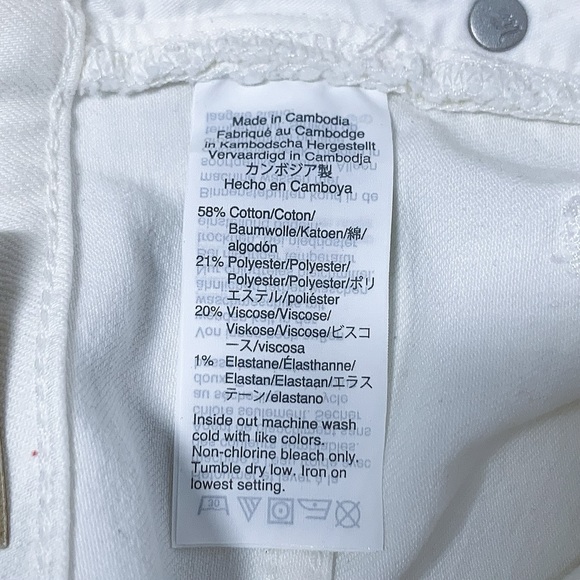 Made in Cambodia
Fabriqué au Cambodge
in Kambodscha Hergestellt
Vervaardigd in Cambodja
カンボジア製
Hecho en Camboya
58% Cotton/Coton/
Baumwolle/Katoen/綿/
algodón
21% Polyester/Polyester/
Polyester/Polyester/ポリ
エステル/poliéster
20% Viscose/Viscose/
Viskose/Viscose/ビスコ
ース/viscosa
1% Elastane/Élasthanne/
Elastan/Elastaan/エラス
テーン/elastano
Inside out machine wash
cold with like colors.
Non-chlorine bleach only.
Tumble dry low. Iron on
lowest setting.
30